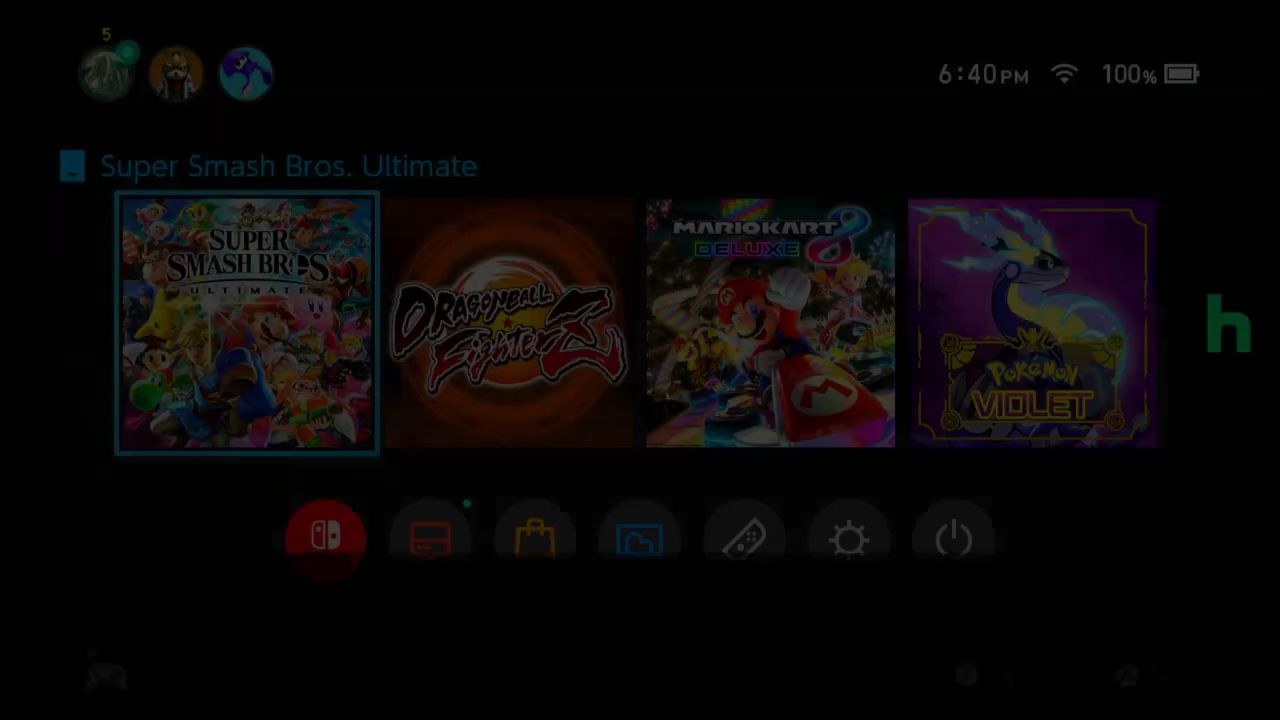 5
6:40 PM 100%
Super Smash Bros. Ultimate
SUPER
SMASH BROS.
ULTIMATE
DRAGONBALL
FighterZ
MARIOKART 8
DELUXE
POKÉMON
VIOLET
h